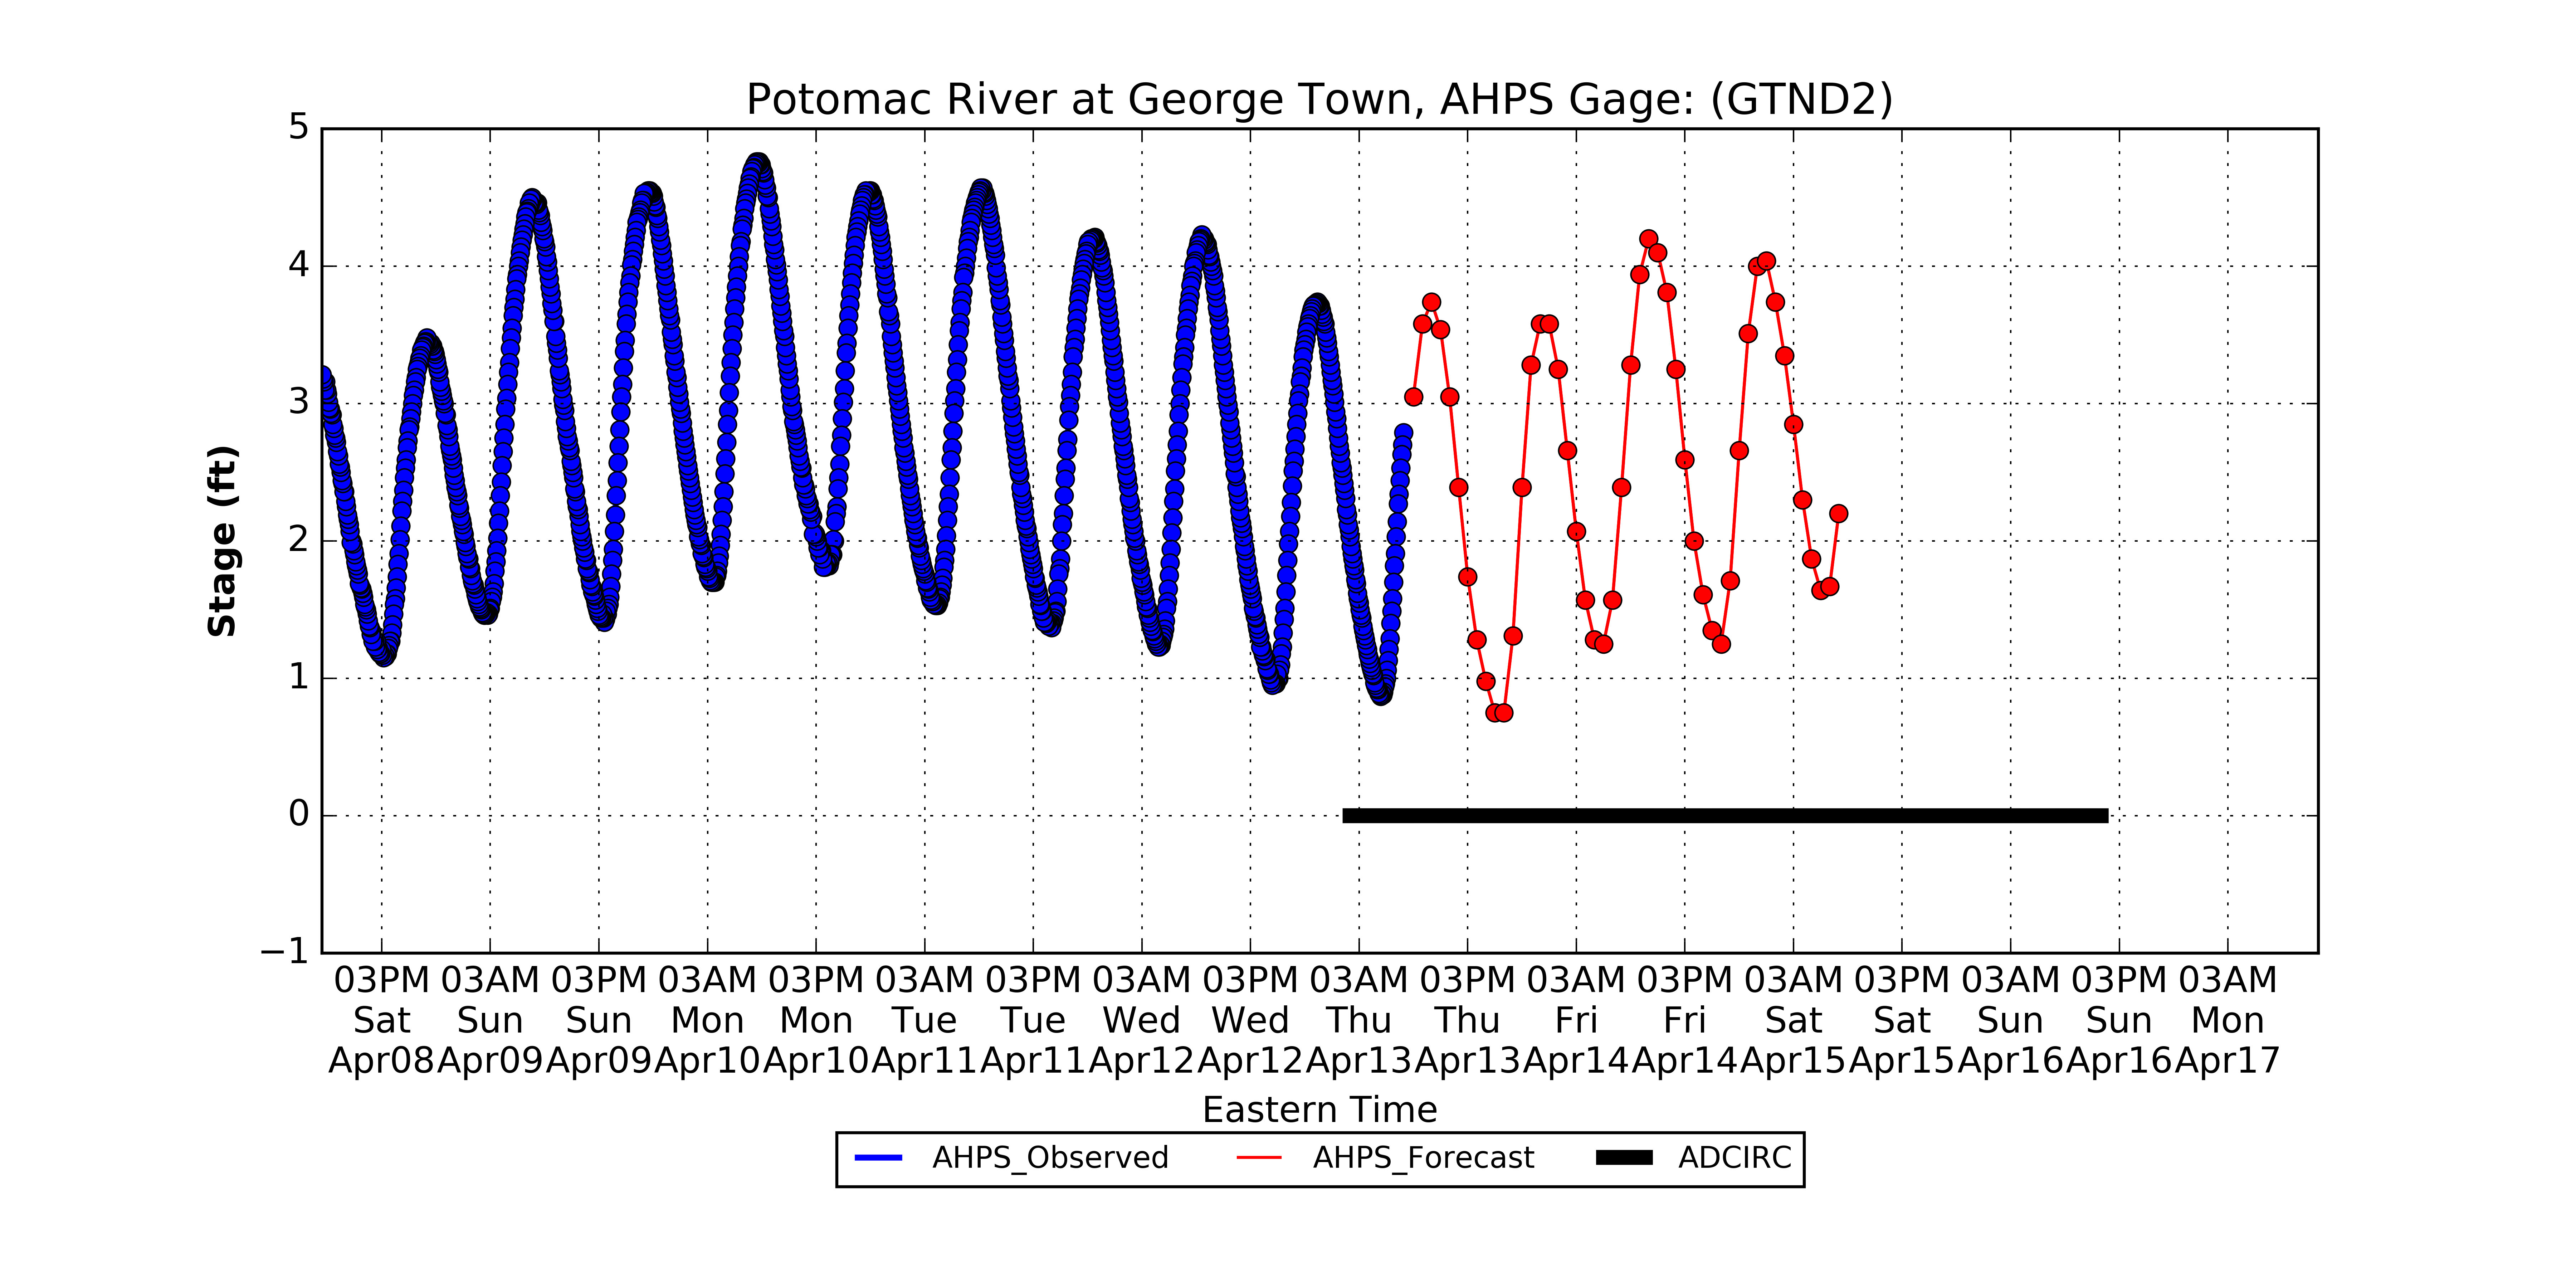 Potomac River at George Town, AHPS Gage: (GTND2)
5
4
3
2
1
0
−1
Stage (ft)
03PM 03AM 03PM 03AM 03PM 03AM 03PM 03AM 03PM 03AM 03PM 03AM 03PM 03AM 03PM 03AM 03PM 03AM
Sat Sun Sun Mon Mon Tue Tue Wed Wed Thu Thu Fri Fri Sat Sat Sun Sun Mon
Apr08 Apr09 Apr09 Apr10 Apr10 Apr11 Apr11 Apr12 Apr12 Apr13 Apr13 Apr14 Apr14 Apr15 Apr15 Apr16 Apr16 Apr17
Eastern Time
AHPS_Observed AHPS_Forecast ADCIRC